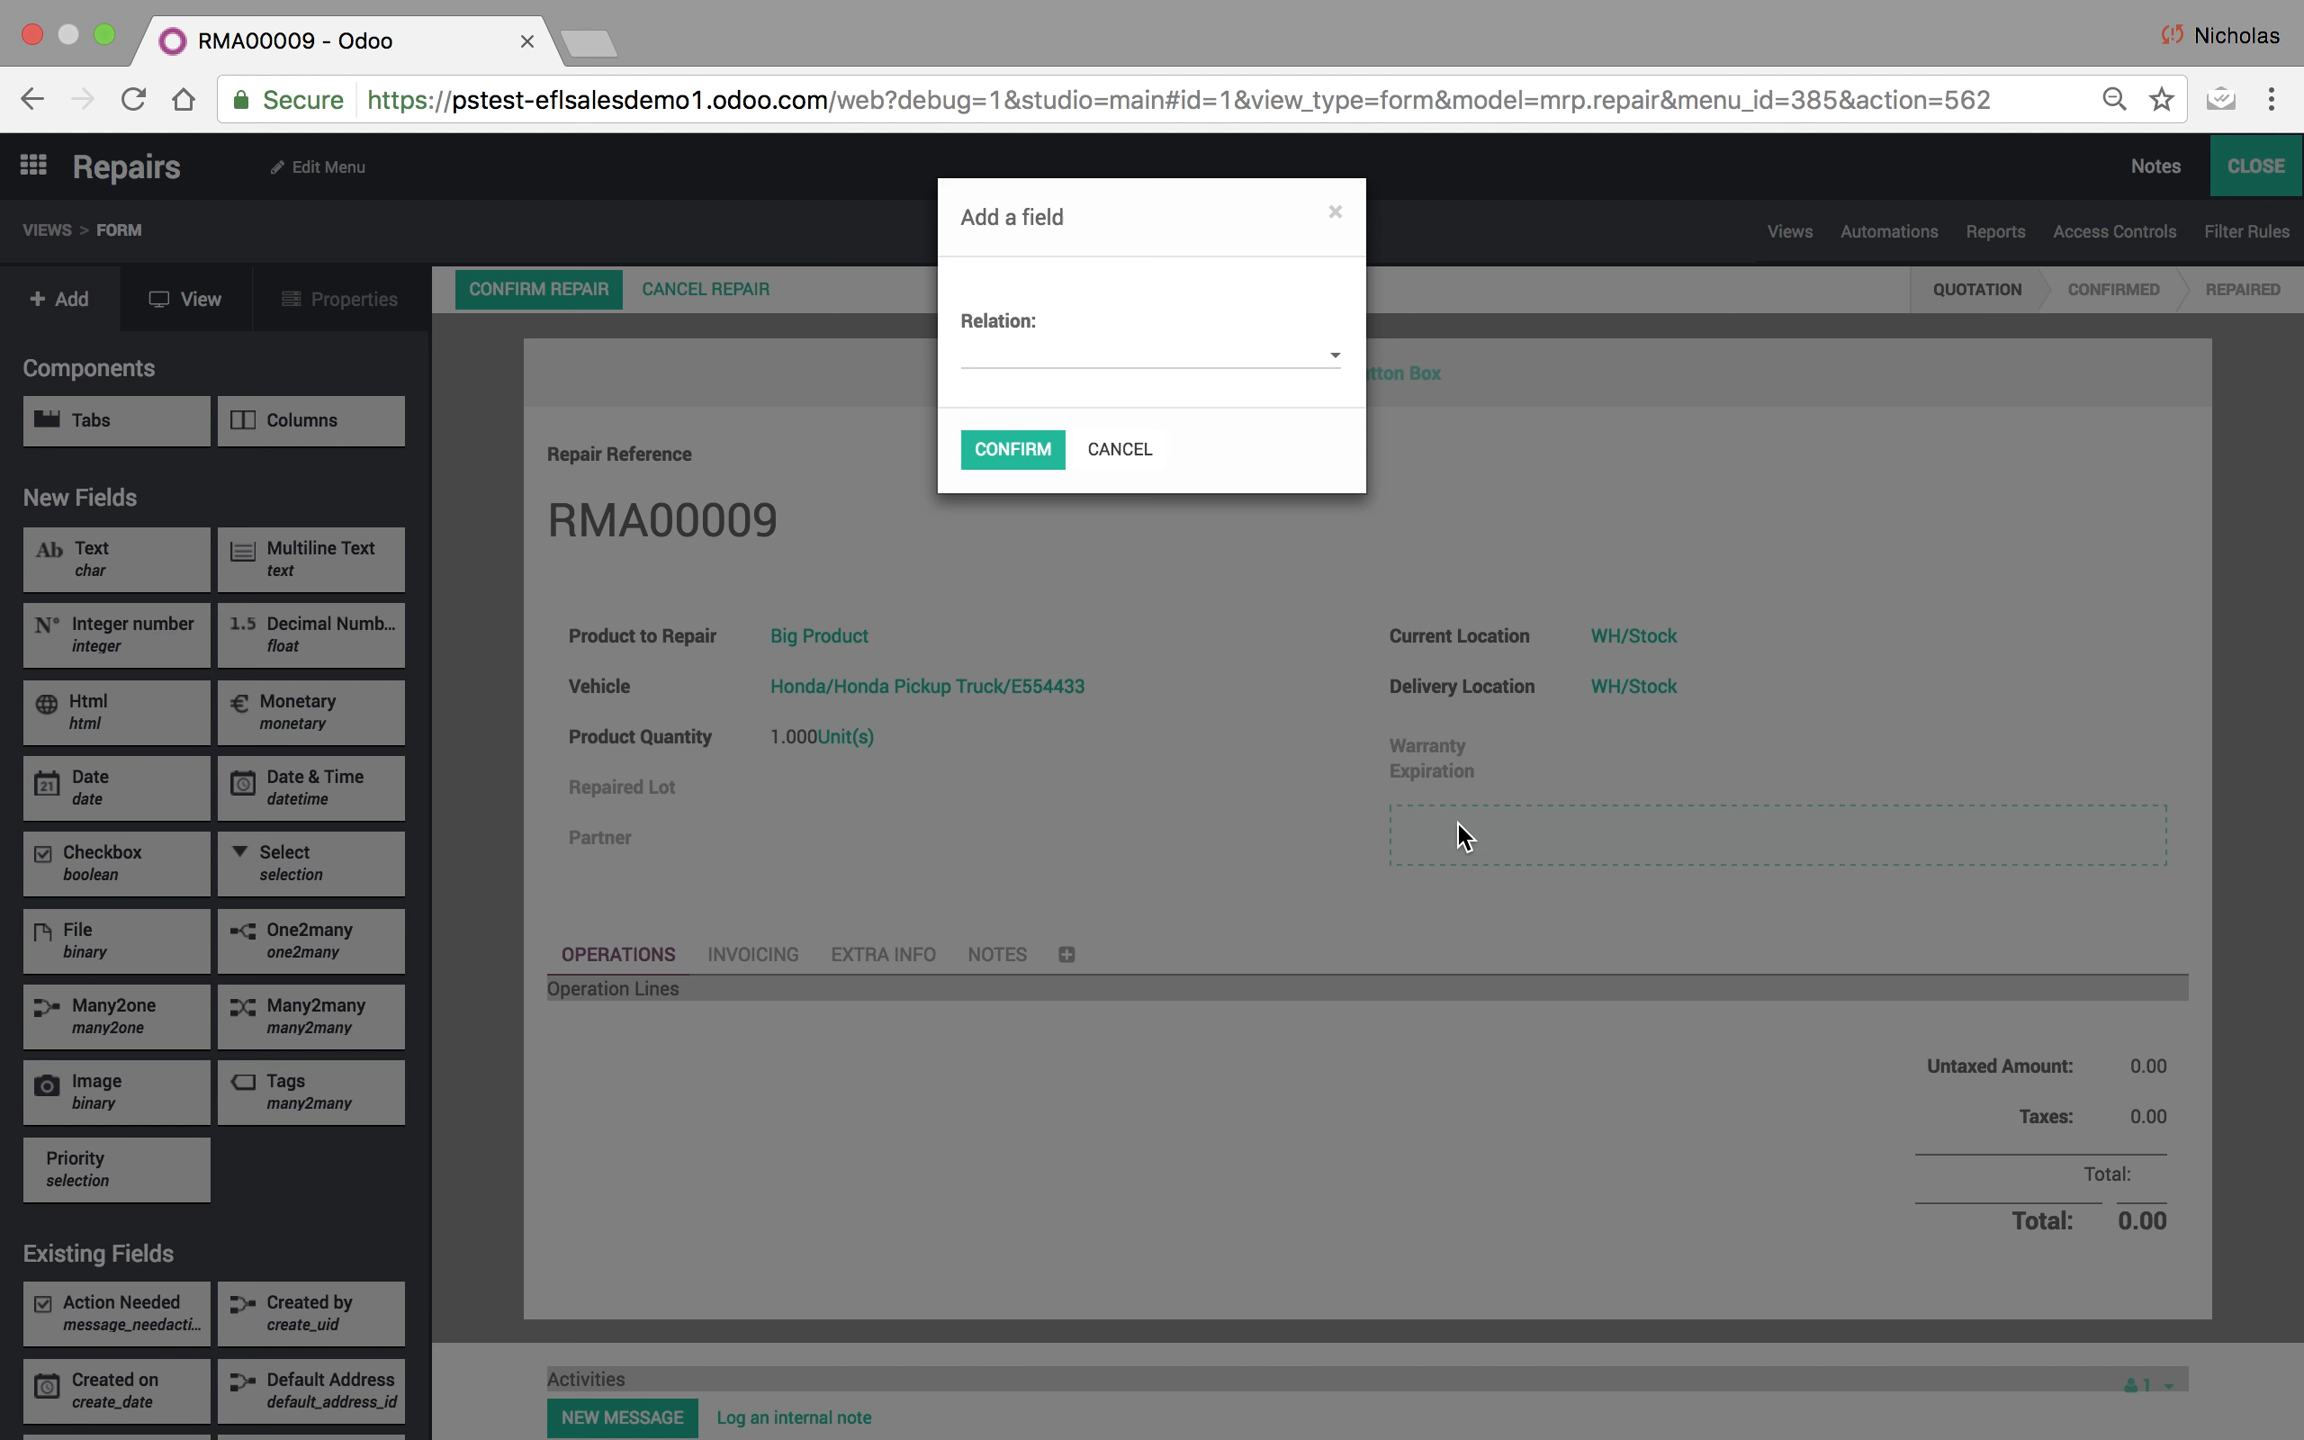 RMA00009 - Odoo
Nicholas
Secure https://pstest-eflsalesdemo1.odoo.com/web?debug=1&studio=main#id=1&view_type=form&model=mrp.repair&menu_id=385&action=562
Repairs
Edit Menu
Notes
CLOSE
VIEWS > FORM
Views
Automations
Reports
Access Controls
Filter Rules
Add
View
Properties
Components
Tabs
Columns
New Fields
Ab Text
char
Multiline Text
text
N° Integer number
integer
1.5 Decimal Numb...
float
Html
html
€ Monetary
monetary
21 Date
date
Date & Time
datetime
Checkbox
boolean
Select
selection
File
binary
One2many
one2many
Many2one
many2one
Many2many
many2many
Image
binary
Tags
many2many
Priority
selection
Existing Fields
Action Needed
message_needacti...
Created by
create_uid
Created on
create_date
Default Address
default_address_id
CONFIRM REPAIR
CANCEL REPAIR
QUOTATION
CONFIRMED
REPAIRED
Add a field
×
Relation:
CONFIRM
CANCEL
tton Box
Repair Reference
RMA00009
Product to Repair Big Product
Vehicle Honda/Honda Pickup Truck/E554433
Product Quantity 1.000Unit(s)
Repaired Lot
Partner
Current Location WH/Stock
Delivery Location WH/Stock
Warranty
Expiration
OPERATIONS
INVOICING
EXTRA INFO
NOTES
Operation Lines
Untaxed Amount: 0.00
Taxes: 0.00
Total:
Total: 0.00
Activities
1
NEW MESSAGE
Log an internal note